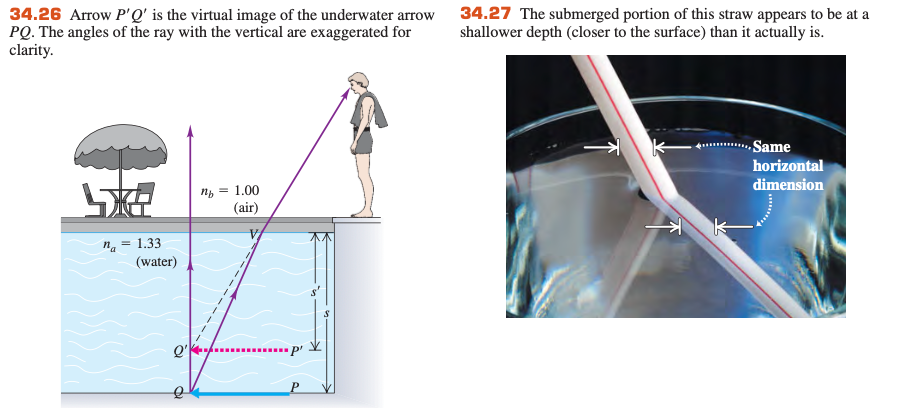 34.26 Arrow P′Q′ is the virtual image of the underwater arrow
PQ. The angles of the ray with the vertical are exaggerated for
clarity.
n_b = 1.00
(air)
n_a = 1.33
(water)
V
s′
s
Q′
P′
Q
P
34.27 The submerged portion of this straw appears to be at a
shallower depth (closer to the surface) than it actually is.
Same
horizontal
dimension